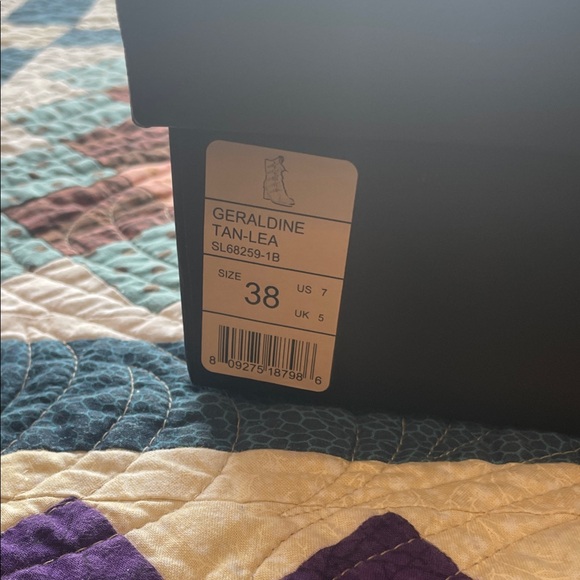 GERALDINE
TAN-LEA
SL68259-1B
SIZE 38 US 7
UK 5
8 09275 18798 6